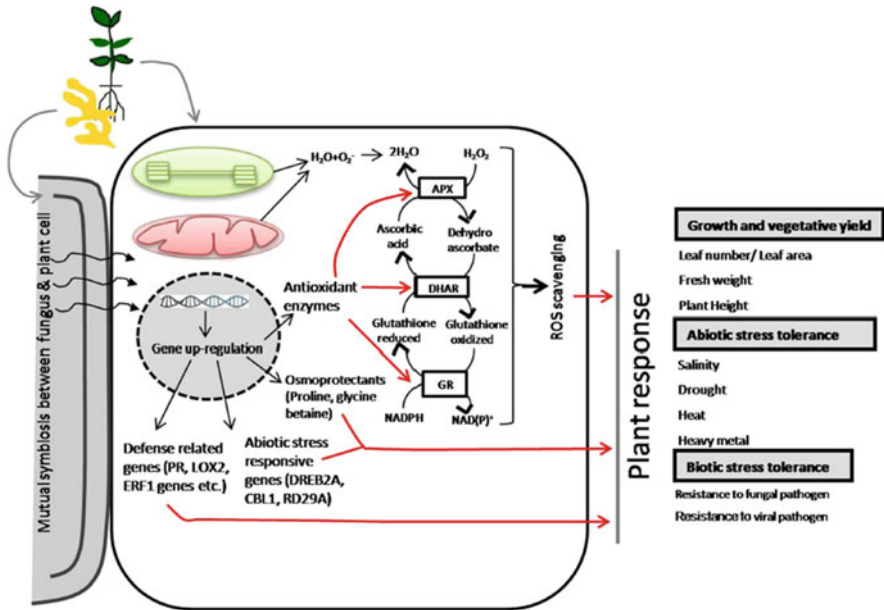 Mutual symbiosis between fungus & plant cell
H₂O+O₂⁻
2H₂O
H₂O₂
APX
Ascorbic
acid
Dehydro
ascorbate
DHAR
Glutathione
reduced
Glutathione
oxidized
GR
NADPH
NAD(P)⁺
Antioxidant
enzymes
Gene up-regulation
Osmoprotectants
(Proline, glycine
betaine)
Defense related
genes (PR, LOX2,
ERF1 genes etc.)
Abiotic stress
responsive
genes (DREB2A,
CBL1, RD29A)
ROS scavenging
Plant response
Growth and vegetative yield
Leaf number/ Leaf area
Fresh weight
Plant Height
Abiotic stress tolerance
Salinity
Drought
Heat
Heavy metal
Biotic stress tolerance
Resistance to fungal pathogen
Resistance to viral pathogen